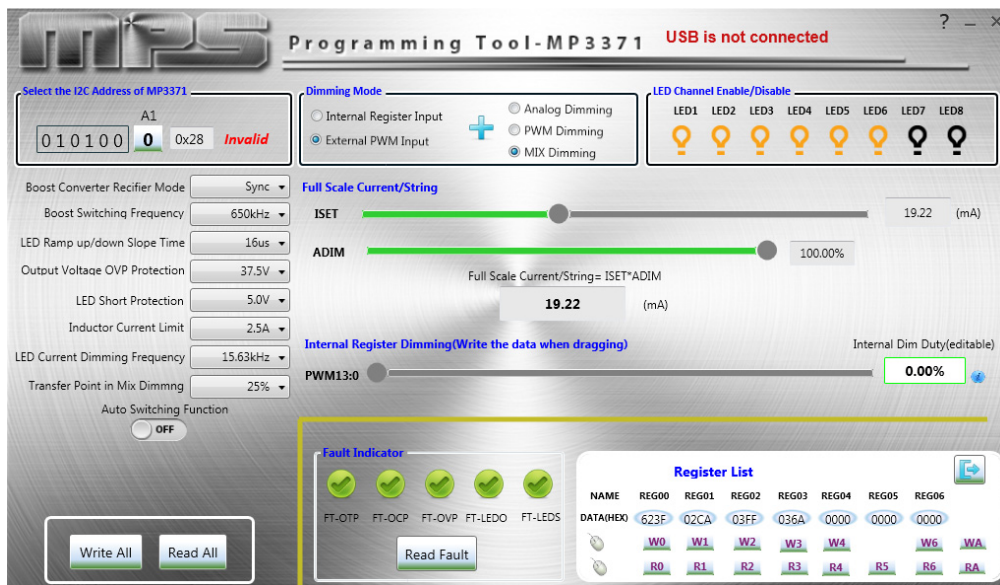 MPS
Programming Tool-MP3371
USB is not connected
? – ×
Select the I2C Address of MP3371
A1
010100 0 0x28 Invalid
Dimming Mode
Internal Register Input
External PWM Input
Analog Dimming
PWM Dimming
MIX Dimming
LED Channel Enable/Disable
LED1 LED2 LED3 LED4 LED5 LED6 LED7 LED8
Boost Converter Recifier Mode Sync
Boost Switching Frequency 650kHz
LED Ramp up/down Slope Time 16us
Output Voltage OVP Protection 37.5V
LED Short Protection 5.0V
Inductor Current Limit 2.5A
LED Current Dimming Frequency 15.63kHz
Transfer Point in Mix Dimmng 25%
Auto Switching Function
OFF
Write All Read All
Full Scale Current/String
ISET 19.22 (mA)
ADIM 100.00%
Full Scale Current/String= ISET*ADIM
19.22 (mA)
Internal Register Dimming(Write the data when dragging)
Internal Dim Duty(editable)
PWM13:0 0.00%
Fault Indicator
FT-OTP FT-OCP FT-OVP FT-LEDO FT-LEDS
Read Fault
Register List
NAME REG00 REG01 REG02 REG03 REG04 REG05 REG06
DATA(HEX) 623F 02CA 03FF 036A 0000 0000 0000
W0 W1 W2 W3 W4 W6 WA
R0 R1 R2 R3 R4 R5 R6 RA